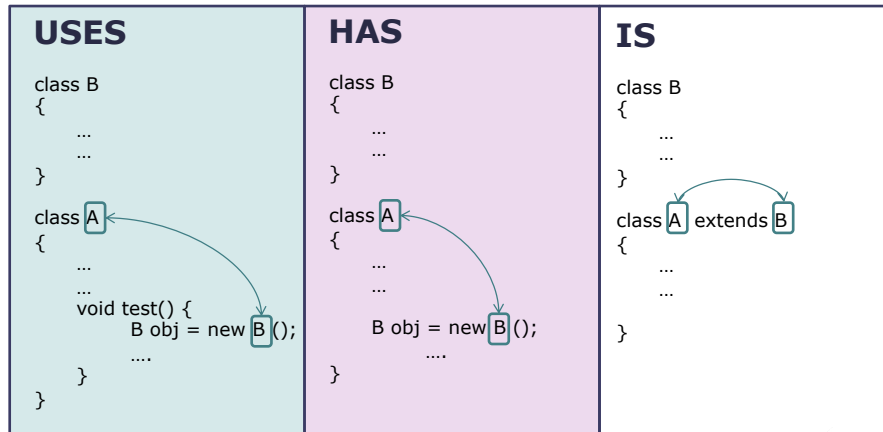 USES
class B
{
…
…
}
class A
{
…
…
void test() {
B obj = new B ();
….
}
}
HAS
class B
{
…
…
}
class A
{
…
…
B obj = new B ();
….
}
IS
class B
{
…
…
}
class A extends B
{
…
…
}